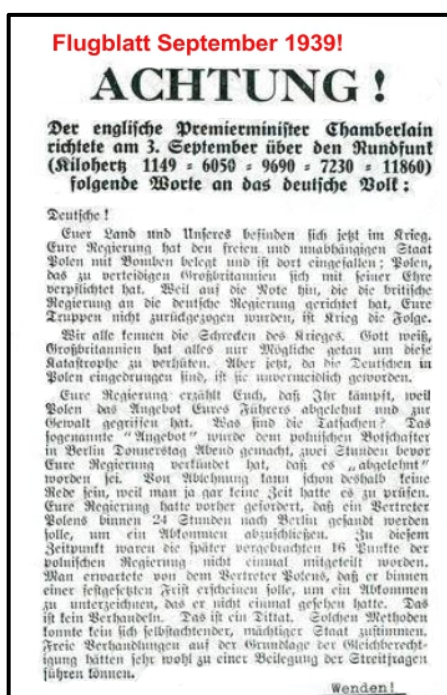 Flugblatt September 1939!
ACHTUNG !
Der englische Premierminister Chamberlain
richtete am 3. September über den Rundfunk
(Kilohertz 1149 = 6050 = 9690 = 7230 = 11860)
folgende Worte an das deutsche Volk :
Deutsche !
Euer Land und Unseres befinden sich jetzt im Krieg.
Eure Regierung hat den freien und unabhängigen Staat
Polen mit Bomben belegt und ist dort eingefallen ; Polen,
das zu verteidigen Großbritannien sich mit seiner Ehre
verpflichtet hat. Weil auf die Note hin, die die britische
Regierung an die deutsche Regierung gerichtet hat, Eure
Truppen nicht zurückgezogen wurden, ist Krieg die Folge.
Wir alle kennen die Schrecken des Krieges. Gott weiß,
Großbritannien hat alles nur Mögliche getan um diese
Katastrophe zu verhüten. Aber jetzt, da die Deutschen in
Polen eingedrungen sind, ist sie unvermeidlich geworden.
Eure Regierung erzählt Euch, daß Ihr kämpft, weil
Polen das Angebot Eures Führers abgelehnt und zur
Gewalt gegriffen hat. Was sind die Tatsachen? Das
sogenannte "Angebot" wurde dem polnischen Botschafter
in Berlin Donnerstag Abend gemacht, zwei Stunden bevor
Eure Regierung verkündet hat, daß es „abgelehnt"
worden sei. Von Ablehnung kann schon deshalb keine
Rede sein, weil man ja gar keine Zeit hatte es zu prüfen.
Eure Regierung hatte vorher gefordert, daß ein Vertreter
Polens binnen 24 Stunden nach Berlin gesandt werden
solle, um ein Abkommen abzuschließen. Zu diesem
Zeitpunkt waren die später vorgebrachten 16 Punkte der
polnischen Regierung nicht einmal mitgeteilt worden.
Man erwartete von dem Vertreter Polens, daß er binnen
einer festgesetzten Frist erscheinen solle, um ein Abkommen
zu unterzeichnen, das er nicht einmal gesehen hatte. Das
ist kein Verhandeln. Das ist ein Diktat. Solchen Methoden
konnte kein sich selbstachtender, mächtiger Staat zustimmen.
Freie Verhandlungen auf der Grundlage der Gleichberecht-
igung hätten sehr wohl zu einer Beilegung der Streitfragen
führen können.
Wenden!